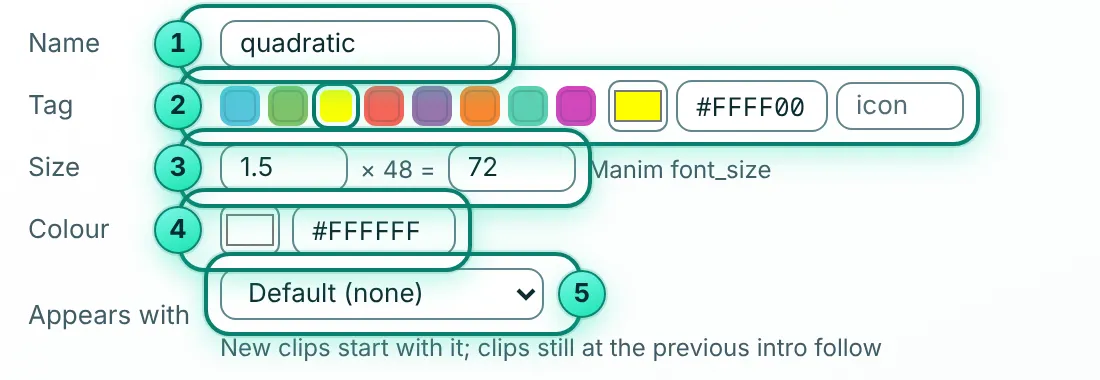 Name 1 quadratic
Tag 2 #FFFF00 icon
Size 3 1.5 × 48 = 72 Manim font_size
Colour 4 #FFFFFF
Appears with Default (none) 5
New clips start with it; clips still at the previous intro follow